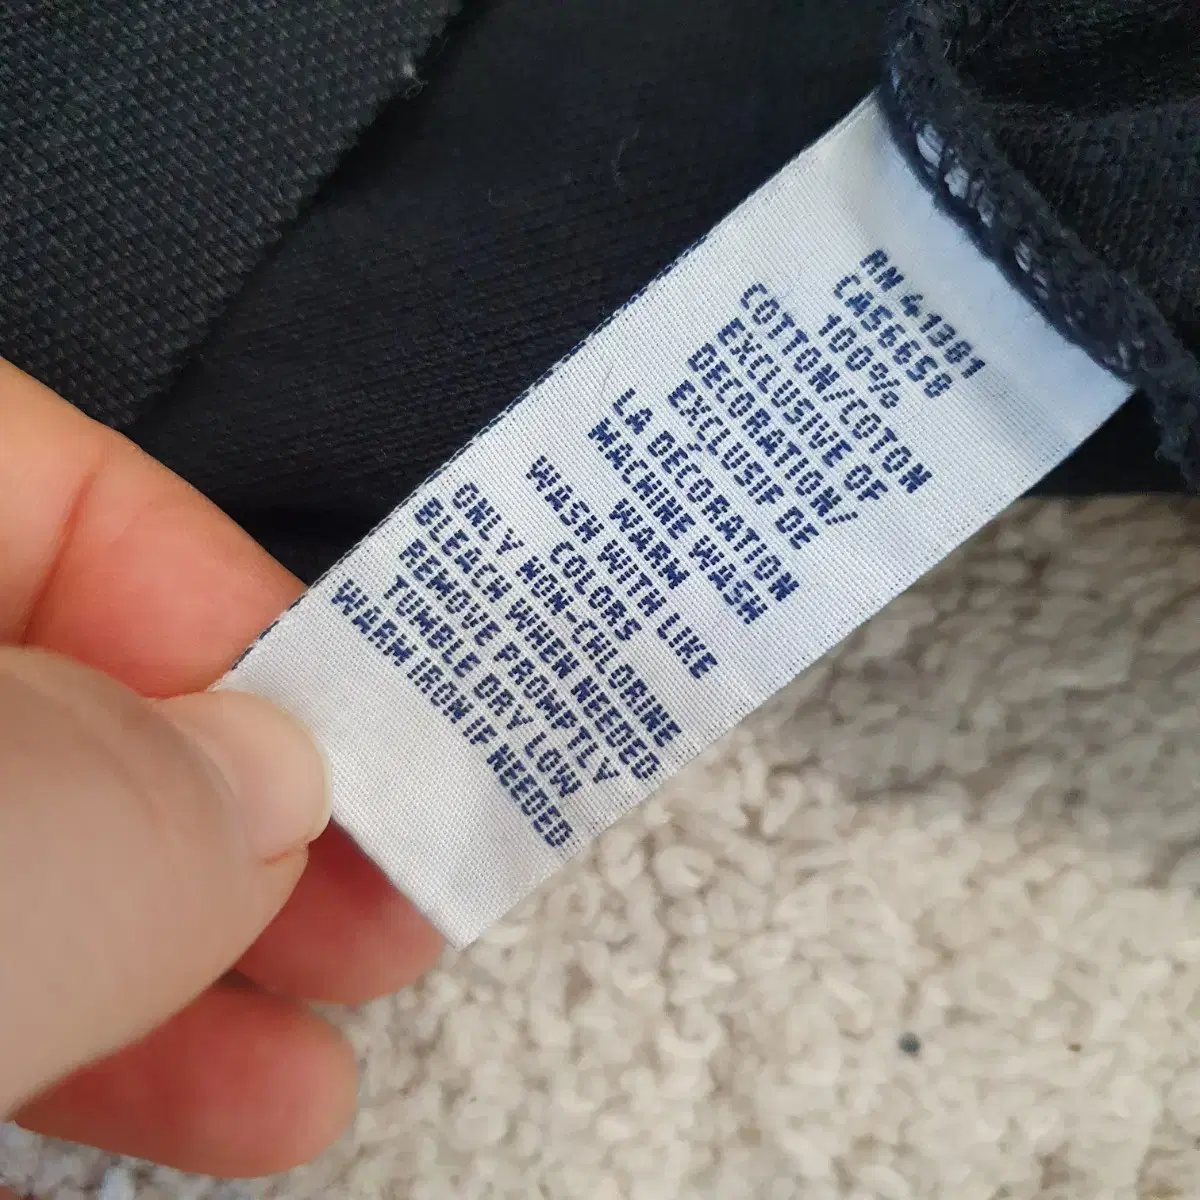 RN 41381
CA56658
100%
COTTON/COTON
EXCLUSIVE OF
DECORATION/
EXCLUSIF DE
LA DÉCORATION
MACHINE WASH
WARM
WASH WITH LIKE
COLORS
ONLY NON-CHLORINE
BLEACH WHEN NEEDED
REMOVE PROMPTLY
TUMBLE DRY LOW
WARM IRON IF NEEDED